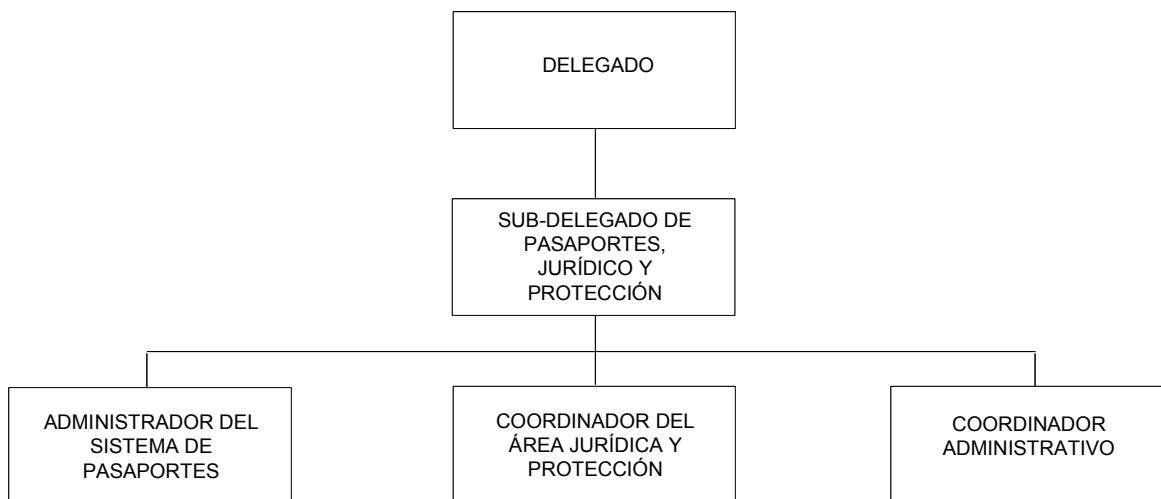 DELEGADO
SUB-DELEGADO DE
PASAPORTES,
JURÍDICO Y
PROTECCIÓN
ADMINISTRADOR DEL
SISTEMA DE
PASAPORTES
COORDINADOR DEL
ÁREA JURÍDICA Y
PROTECCIÓN
COORDINADOR
ADMINISTRATIVO